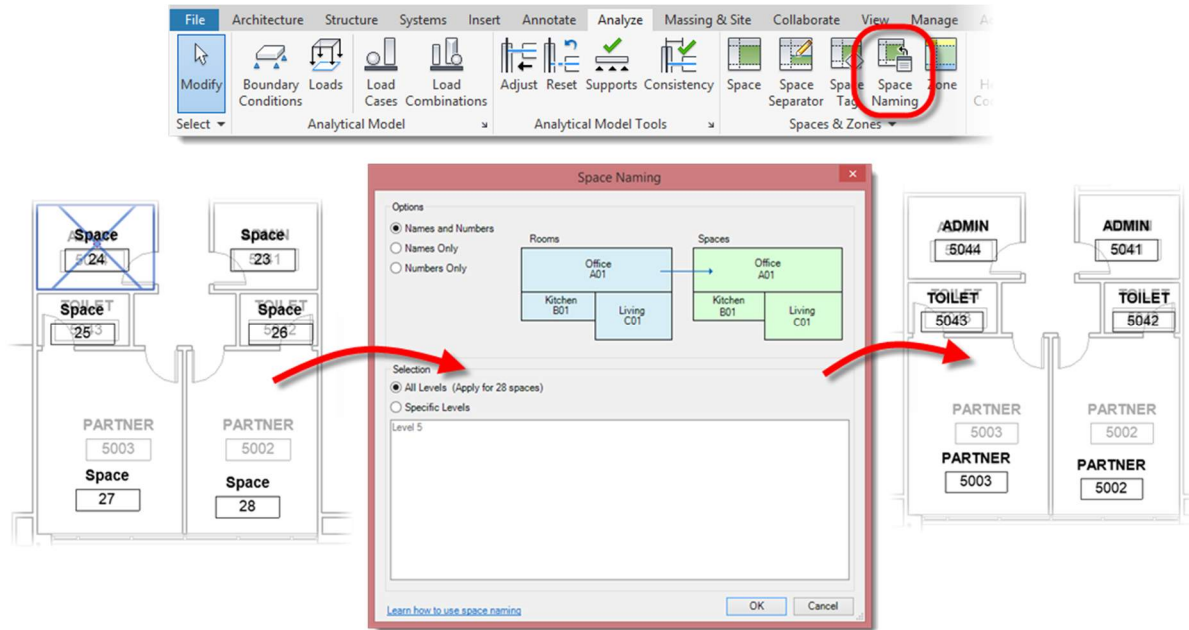 File Architecture Structure Systems Insert Annotate Analyze Massing & Site Collaborate View Manage
Modify
Boundary Conditions
Loads
Load Cases
Load Combinations
Adjust
Reset
Supports
Consistency
Space
Space Separator
Space Tag
Space Naming
Zone
Select
Analytical Model
Analytical Model Tools
Spaces & Zones
Space
24
Space
23
Space
25
Space
26
PARTNER
5003
Space
27
PARTNER
5002
Space
28
Space Naming
Options
Names and Numbers
Names Only
Numbers Only
Rooms
Office
A01
Kitchen
B01
Living
C01
Spaces
Office
A01
Kitchen
B01
Living
C01
Selection
All Levels (Apply for 28 spaces)
Specific Levels
Level 5
Learn how to use space naming
OK
Cancel
ADMIN
5044
ADMIN
5041
TOILET
5043
TOILET
5042
PARTNER
5003
PARTNER
5003
PARTNER
5002
PARTNER
5002